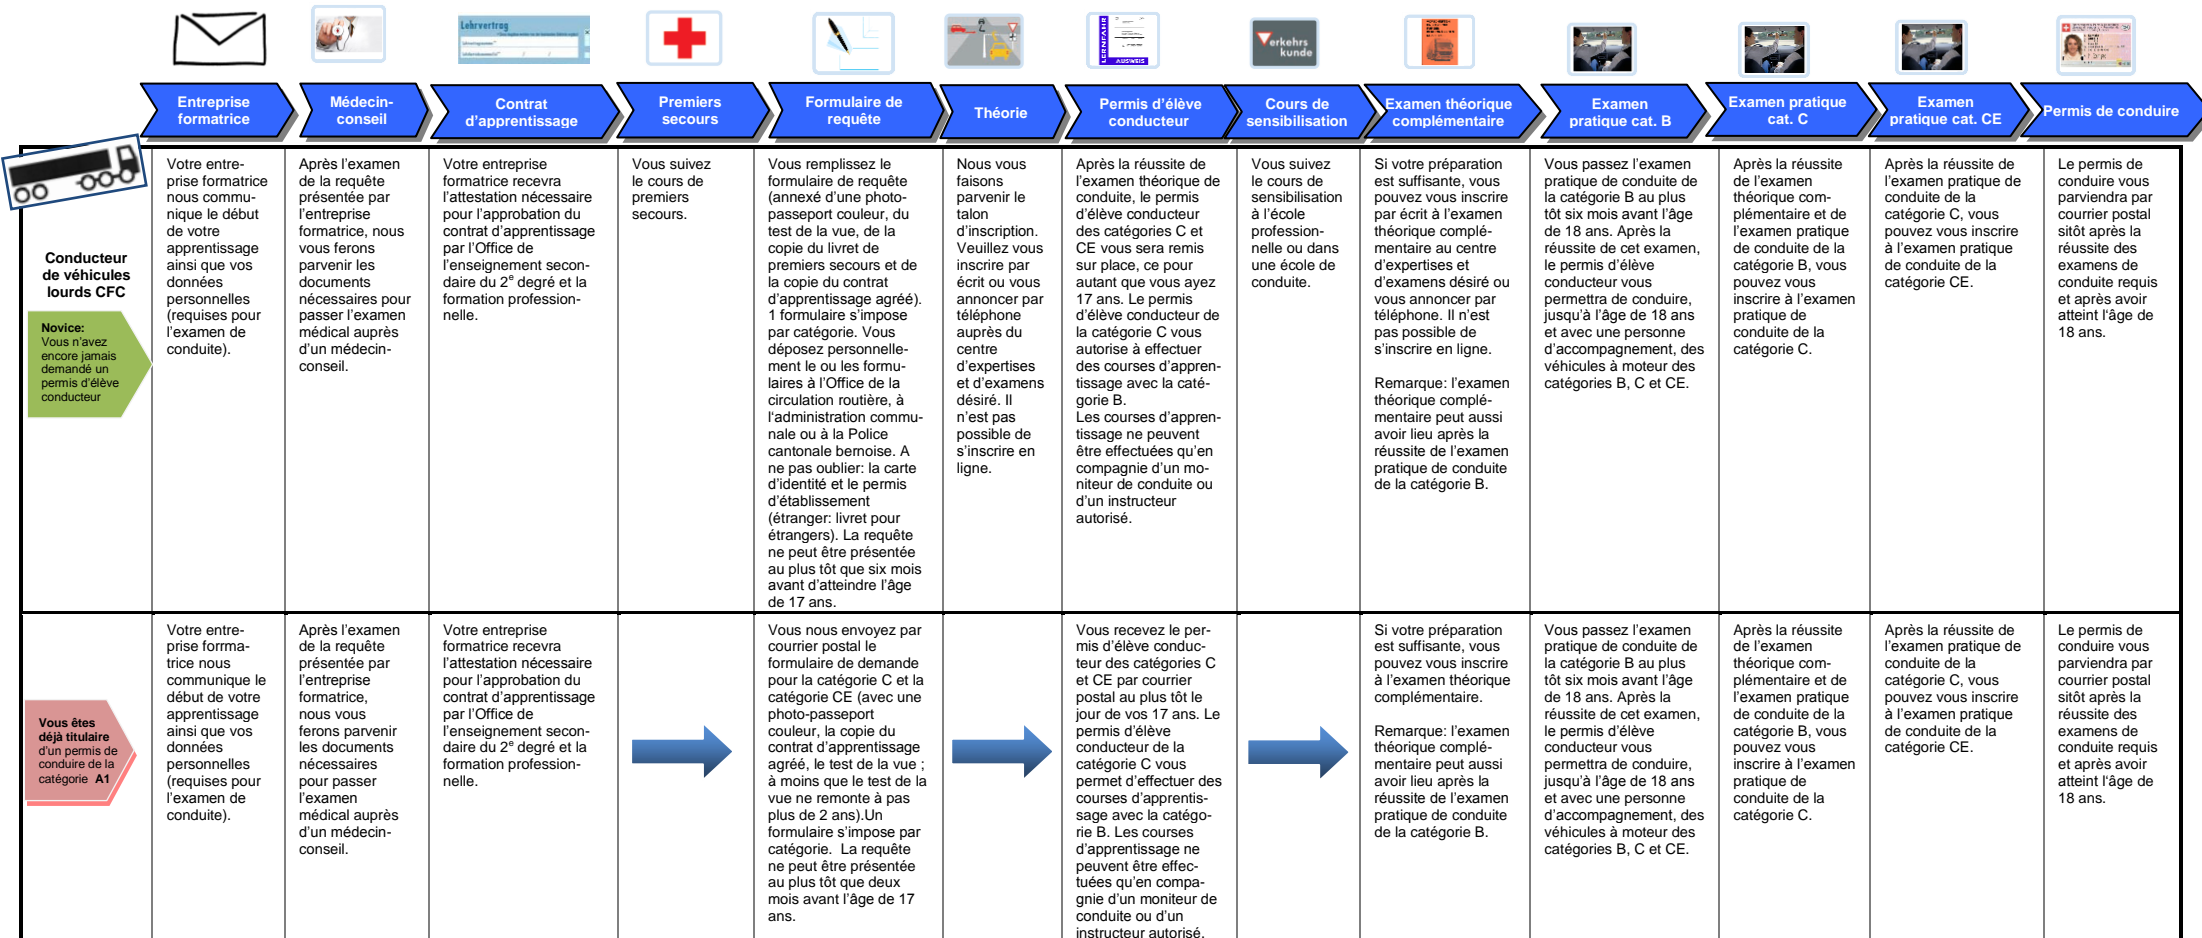 Lehrvertrag
LERNFAHR
AUSWEIS
Verkehrs
kunde
Entreprise
formatrice
Médecin-
conseil
Contrat
d’apprentissage
Premiers
secours
Formulaire de
requête
Théorie
Permis d’élève
conducteur
Cours de
sensibilisation
Examen théorique
complémentaire
Examen
pratique cat. B
Examen pratique
cat. C
Examen
pratique cat. CE
Permis de conduire
Conducteur
de véhicules
lourds CFC
Novice:
Vous n’avez
encore jamais
demandé un
permis d’élève
conducteur
Votre entre-
prise formatrice
nous commu-
nique le début
de votre
apprentissage
ainsi que vos
données
personnelles
(requises pour
l’examen de
conduite).
Après l’examen
de la requête
présentée par
l’entreprise
formatrice, nous
vous ferons
parvenir les
documents
nécessaires pour
passer l’examen
médical auprès
d’un médecin-
conseil.
Votre entreprise
formatrice recevra
l’attestation nécessaire
pour l’approbation du
contrat d’apprentissage
par l’Office de
l’enseignement secon-
daire du 2e degré et la
formation profession-
nelle.
Vous suivez
le cours de
premiers
secours.
Vous remplissez le
formulaire de requête
(annexé d’une photo-
passeport couleur, du
test de la vue, de la
copie du livret de
premiers secours et de
la copie du contrat
d’apprentissage agréé).
1 formulaire s’impose
par catégorie. Vous
déposez personnelle-
ment le ou les formu-
laires à l’Office de la
circulation routière, à
l‘administration commu-
nale ou à la Police
cantonale bernoise. A
ne pas oublier: la carte
d’identité et le permis
d’établissement
(étranger: livret pour
étrangers). La requête
ne peut être présentée
au plus tôt que six mois
avant d’atteindre l’âge
de 17 ans.
Nous vous
faisons
parvenir le
talon
d’inscription.
Veuillez vous
inscrire par
écrit ou vous
annoncer par
téléphone
auprès du
centre
d’expertises
et d’examens
désiré. Il
n’est pas
possible de
s’inscrire en
ligne.
Après la réussite de
l’examen théorique de
conduite, le permis
d’élève conducteur
des catégories C et
CE vous sera remis
sur place, ce pour
autant que vous ayez
17 ans. Le permis
d’élève conducteur de
la catégorie C vous
autorise à effectuer
des courses d’appren-
tissage avec la caté-
gorie B.
Les courses d’appren-
tissage ne peuvent
être effectuées qu’en
compagnie d’un mo-
niteur de conduite ou
d’un instructeur
autorisé.
Vous suivez
le cours de
sensibilisation
à l’école
profession-
nelle ou dans
une école de
conduite.
Si votre préparation
est suffisante, vous
pouvez vous inscrire
par écrit à l’examen
théorique complé-
mentaire au centre
d’expertises et
d’examens désiré ou
vous annoncer par
téléphone. Il n’est
pas possible de
s’inscrire en ligne.
Remarque: l’examen
théorique complé-
mentaire peut aussi
avoir lieu après la
réussite de l’examen
pratique de conduite
de la catégorie B.
Vous passez l’examen
pratique de conduite de
la catégorie B au plus
tôt six mois avant l’âge
de 18 ans. Après la
réussite de cet examen,
le permis d’élève
conducteur vous
permettra de conduire,
jusqu’à l’âge de 18 ans
et avec une personne
d’accompagnement, des
véhicules à moteur des
catégories B, C et CE.
Après la réussite
de l’examen
théorique com-
plémentaire et de
l’examen pratique
de conduite de la
catégorie B, vous
pouvez vous
inscrire à l’examen
pratique de
conduite de la
catégorie C.
Après la réussite de
l’examen pratique de
conduite de la
catégorie C, vous
pouvez vous inscrire
à l’examen pratique
de conduite de la
catégorie CE.
Le permis de
conduire vous
parviendra par
courrier postal
sitôt après la
réussite des
examens de
conduite requis
et après avoir
atteint l‘âge de
18 ans.
Vous êtes
déjà titulaire
d’un permis de
conduire de la
catégorie A1
Votre entre-
prise forrma-
trice nous
communique le
début de votre
apprentissage
ainsi que vos
données
personnelles
(requises pour
l’examen de
conduite).
Après l’examen
de la requête
présentée par
l’entreprise
formatrice,
nous vous
ferons parvenir
les documents
nécessaires
pour passer
l’examen
médical auprès
d’un médecin-
conseil.
Votre entreprise
formatrice recevra
l’attestation nécessaire
pour l’approbation du
contrat d’apprentissage
par l’Office de
l’enseignement secon-
daire du 2e degré et la
formation profession-
nelle.
Vous nous envoyez par
courrier postal le
formulaire de demande
pour la catégorie C et la
catégorie CE (avec une
photo-passeport
couleur, la copie du
contrat d’apprentissage
agréé, le test de la vue ;
à moins que le test de la
vue ne remonte à pas
plus de 2 ans).Un
formulaire s’impose par
catégorie. La requête
ne peut être présentée
au plus tôt que deux
mois avant l’âge de 17
ans.
Vous recevez le per-
mis d’élève conduc-
teur des catégories C
et CE par courrier
postal au plus tôt le
jour de vos 17 ans. Le
permis d’élève
conducteur de la
catégorie C vous
permet d’effectuer des
courses d’apprentis-
sage avec la catégo-
rie B. Les courses
d’apprentissage ne
peuvent être effec-
tuées qu’en compa-
gnie d’un moniteur de
conduite ou d’un
instructeur autorisé.
Si votre préparation
est suffisante, vous
pouvez vous inscrire
à l’examen théorique
complémentaire.
Remarque: l’examen
théorique complé-
mentaire peut aussi
avoir lieu après la
réussite de l’examen
pratique de conduite
de la catégorie B.
Vous passez l’examen
pratique de conduite de
la catégorie B au plus
tôt six mois avant l’âge
de 18 ans. Après la
réussite de cet examen,
le permis d’élève
conducteur vous
permettra de conduire,
jusqu’à l’âge de 18 ans
et avec une personne
d’accompagnement, des
véhicules à moteur des
catégories B, C et CE.
Après la réussite
de l’examen
théorique com-
plémentaire et de
l’examen pratique
de conduite de la
catégorie B, vous
pouvez vous
inscrire à l’examen
pratique de
conduite de la
catégorie C.
Après la réussite de
l’examen pratique de
conduite de la
catégorie C, vous
pouvez vous inscrire
à l’examen pratique
de conduite de la
catégorie CE.
Le permis de
conduire vous
parviendra par
courrier postal
sitôt après la
réussite des
examens de
conduite requis
et après avoir
atteint l‘âge de
18 ans.